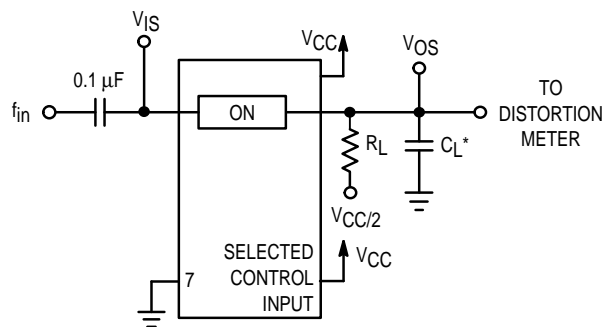 V_IS
V_CC
V_OS
0.1 μF
f_in
ON
TO
DISTORTION
METER
R_L
C_L*
V_CC/2
7
SELECTED
CONTROL
INPUT
V_CC